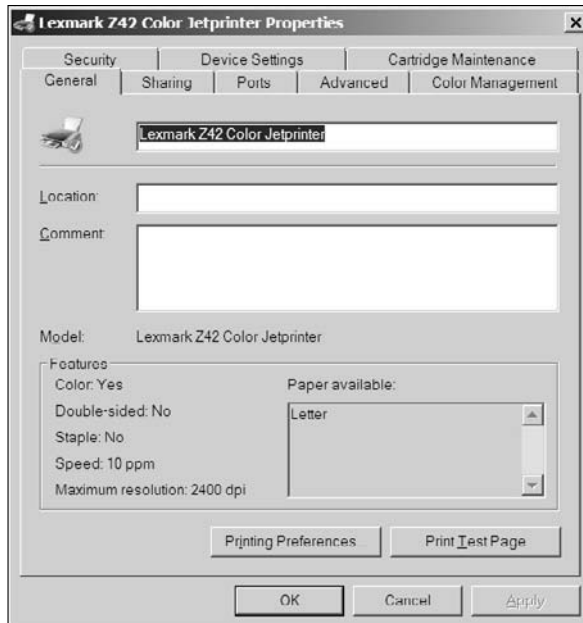 Lexmark Z42 Color Jetprinter Properties
Security Device Settings Cartridge Maintenance
General Sharing Ports Advanced Color Management
Lexmark Z42 Color Jetprinter
Location:
Comment:
Model: Lexmark Z42 Color Jetprinter
Features
Color: Yes
Paper available:
Double-sided: No
Letter
Staple: No
Speed: 10 ppm
Maximum resolution: 2400 dpi
Printing Preferences...
Print Test Page
OK Cancel Apply